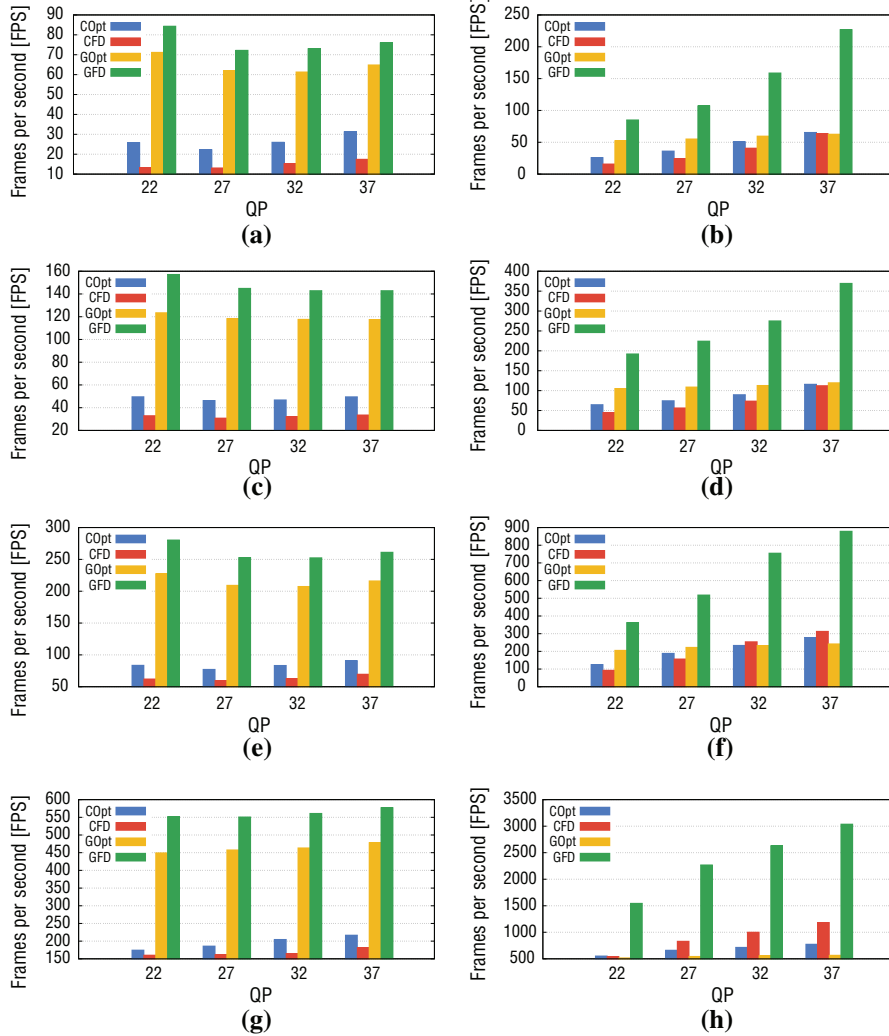 Frames per second [FPS]
90
80
70
60
50
40
30
20
10
COpt
CFD
GOpt
GFD
22 27 32 37
QP
(a)
Frames per second [FPS]
250
200
150
100
50
0
COpt
CFD
GOpt
GFD
22 27 32 37
QP
(b)
Frames per second [FPS]
160
140
120
100
80
60
40
20
COpt
CFD
GOpt
GFD
22 27 32 37
QP
(c)
Frames per second [FPS]
400
350
300
250
200
150
100
50
0
COpt
CFD
GOpt
GFD
22 27 32 37
QP
(d)
Frames per second [FPS]
300
250
200
150
100
50
COpt
CFD
GOpt
GFD
22 27 32 37
QP
(e)
Frames per second [FPS]
900
800
700
600
500
400
300
200
100
0
COpt
CFD
GOpt
GFD
22 27 32 37
QP
(f)
Frames per second [FPS]
600
550
500
450
400
350
300
250
200
150
COpt
CFD
GOpt
GFD
22 27 32 37
QP
(g)
Frames per second [FPS]
3500
3000
2500
2000
1500
1000
500
COpt
CFD
GOpt
GFD
22 27 32 37
QP
(h)